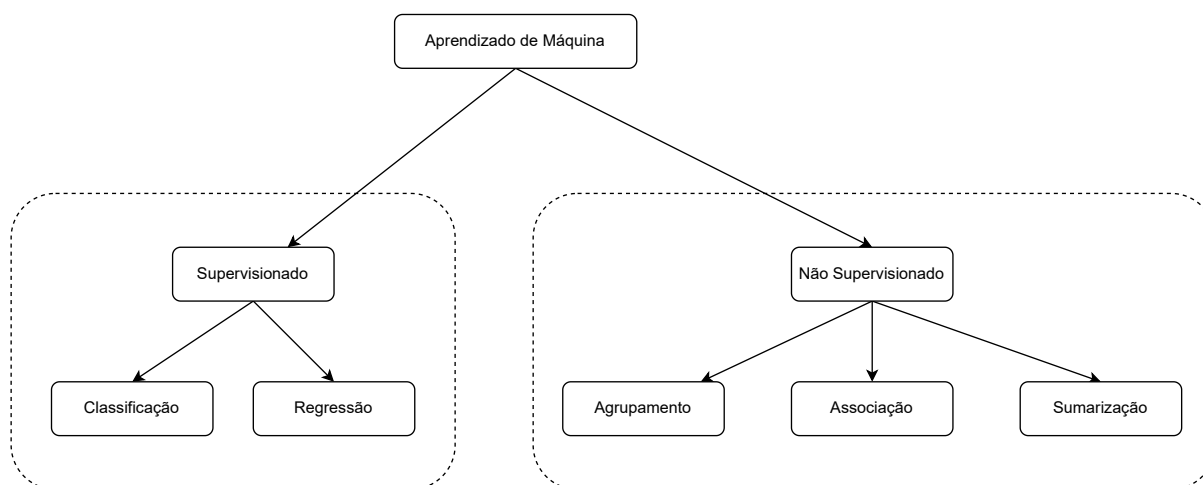 Aprendizado de Máquina
Supervisionado
Não Supervisionado
Classificação
Regressão
Agrupamento
Associação
Sumarização